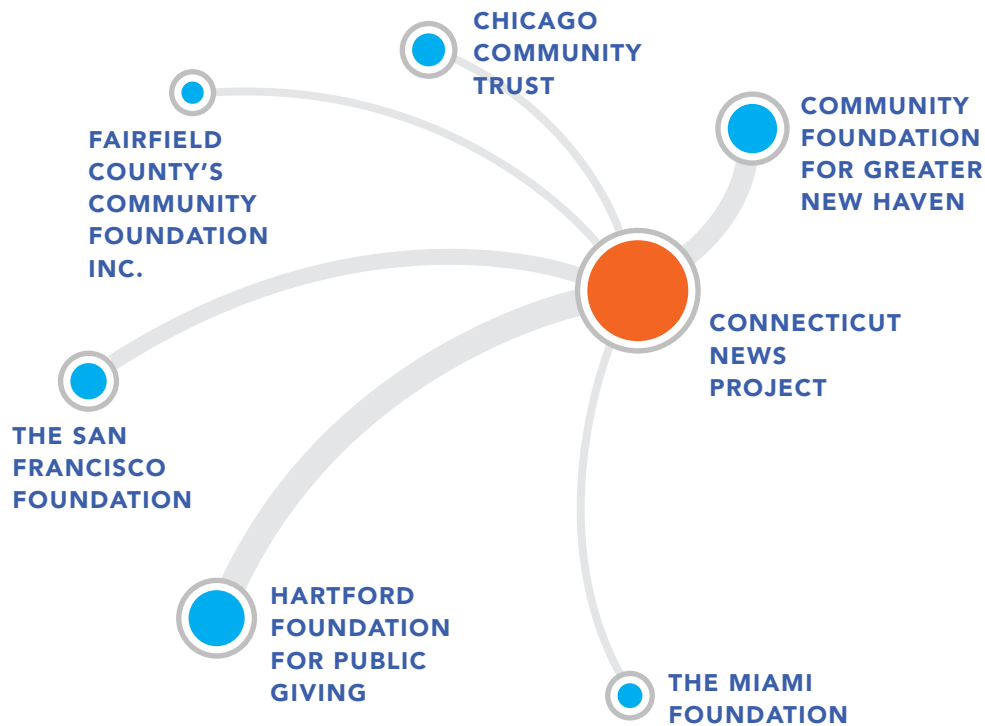 CHICAGO
COMMUNITY
TRUST
FAIRFIELD
COUNTY’S
COMMUNITY
FOUNDATION
INC.
COMMUNITY
FOUNDATION
FOR GREATER
NEW HAVEN
CONNECTICUT
NEWS
PROJECT
THE SAN
FRANCISCO
FOUNDATION
HARTFORD
FOUNDATION
FOR PUBLIC
GIVING
THE MIAMI
FOUNDATION